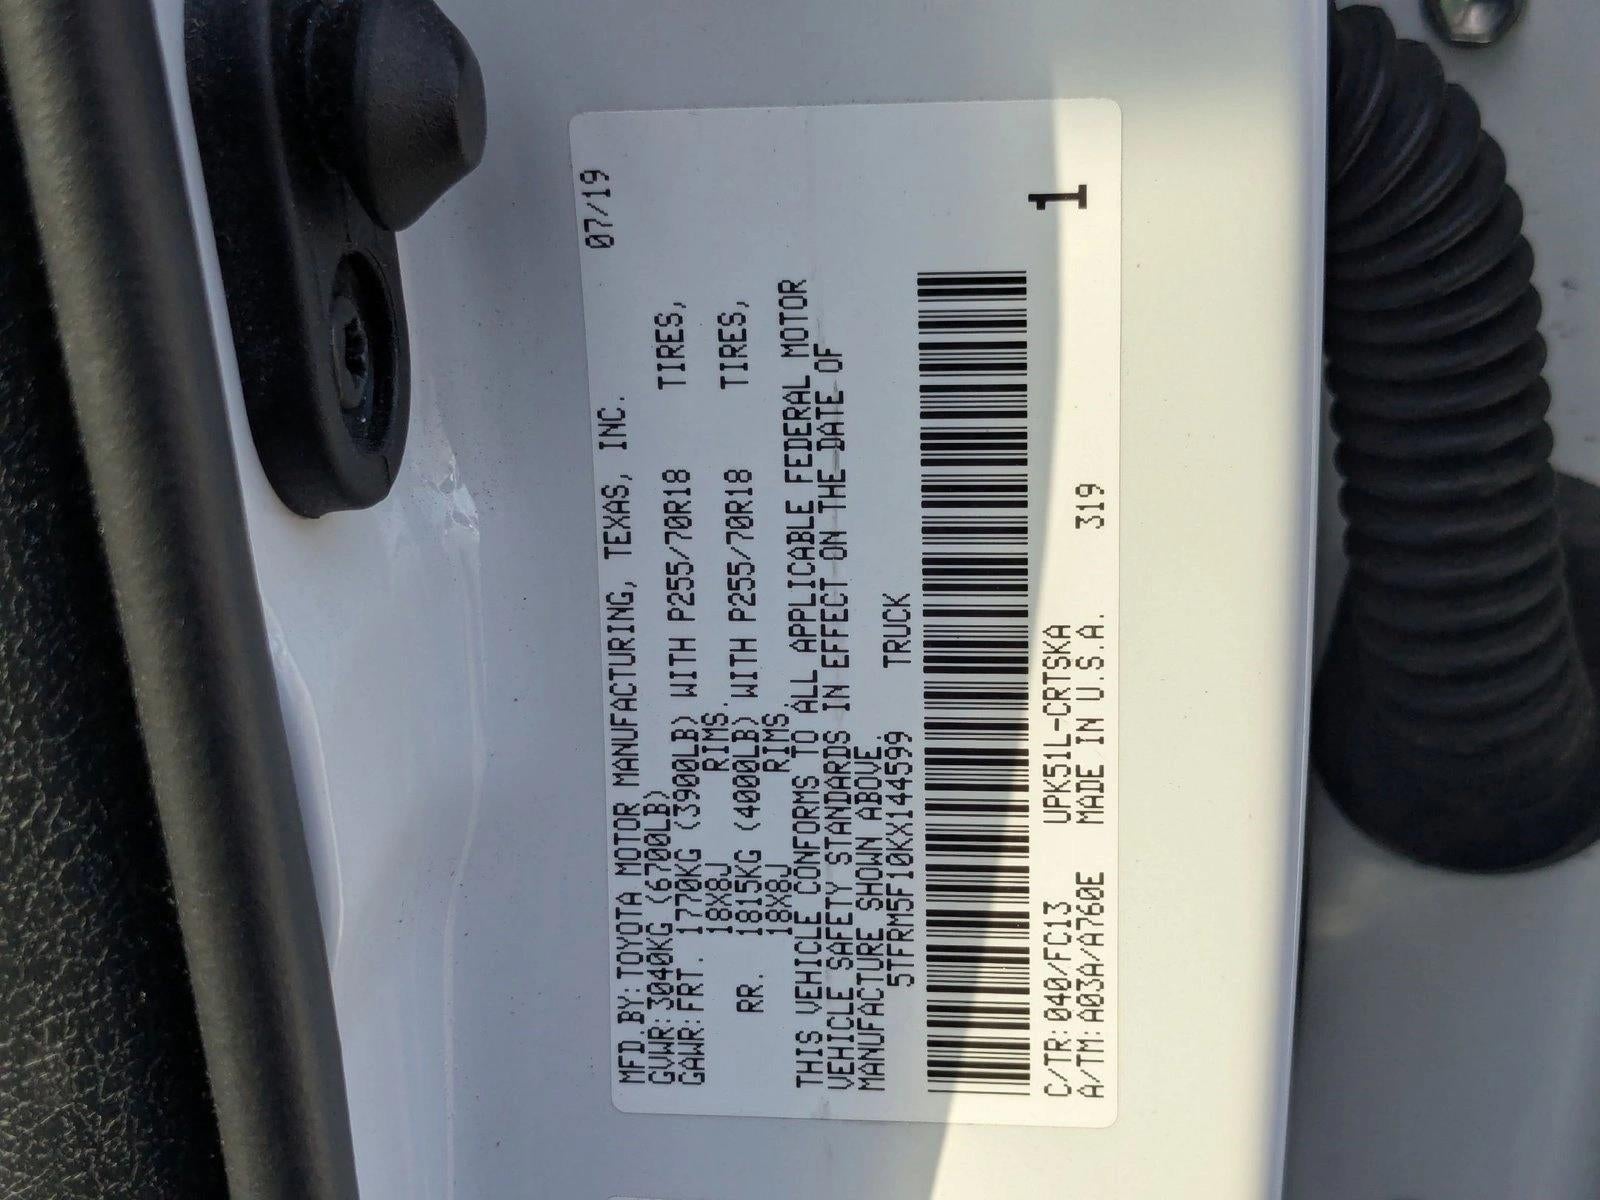 MFD.BY:TOYOTA MOTOR MANUFACTURING, TEXAS, INC. 07/19
GVWR:3040KG (6700LB)
GAWR:FRT. 1770KG (3900LB) WITH P255/70R18 TIRES,
18X8J RIMS.
RR. 1815KG (4000LB) WITH P255/70R18 TIRES,
18X8J RIMS.
THIS VEHICLE CONFORMS TO ALL APPLICABLE FEDERAL MOTOR
VEHICLE SAFETY STANDARDS IN EFFECT ON THE DATE OF
MANUFACTURE SHOWN ABOVE.
5TFRM5F10KX144599 TRUCK
1
C/TR:040/FC13 UPK51L-CRTSKA
A/TM:A03A/A760E MADE IN U.S.A. 319